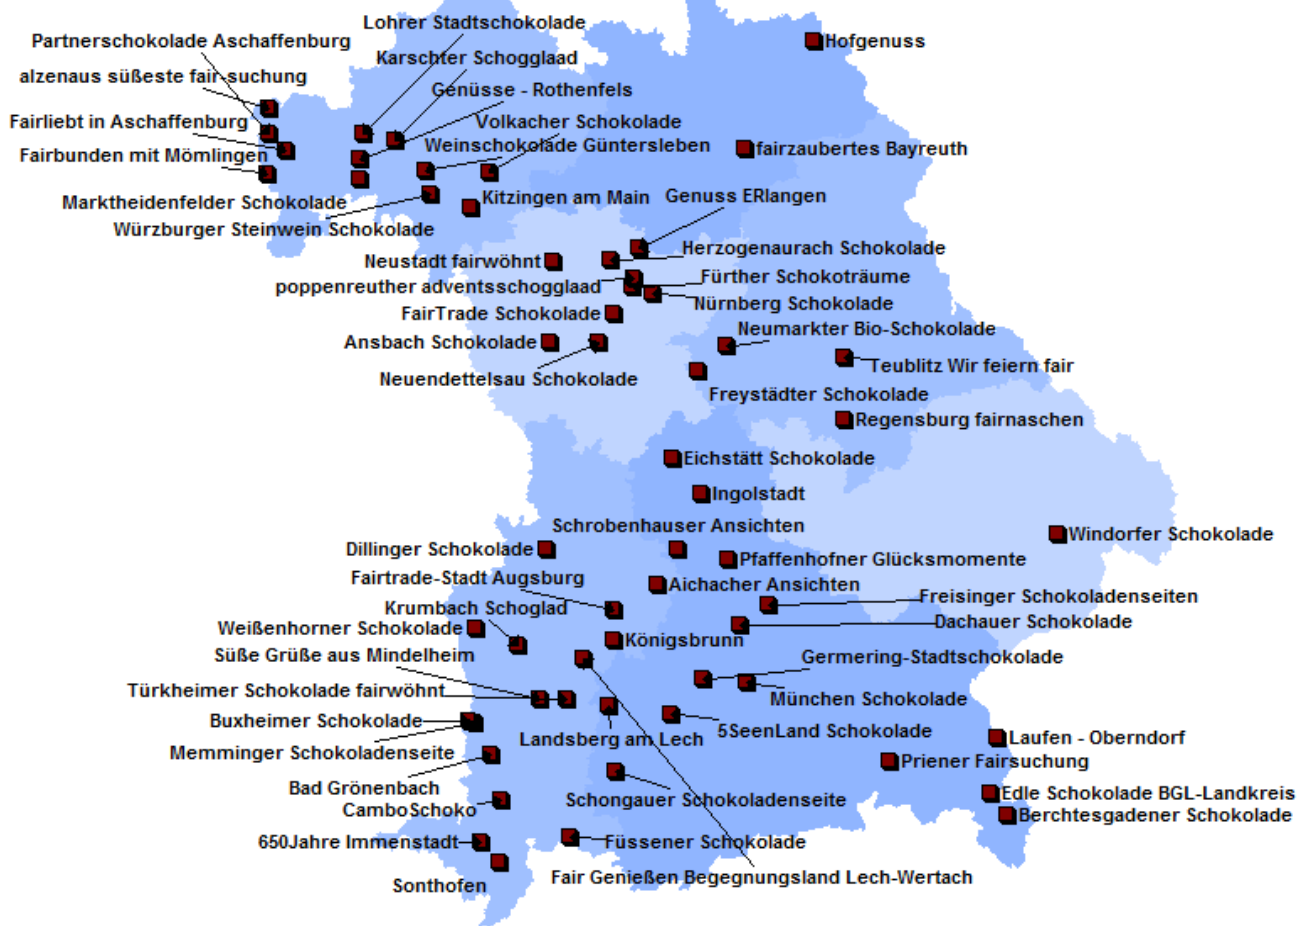 Lohrer Stadtschokolade
Partnerschokolade Aschaffenburg
Hofgenuss
Karschter Schogglaad
alzenaus süßeste fair-suchung
Genüsse - Rothenfels
Fairliebt in Aschaffenburg
Volkacher Schokolade
Weinschokolade Güntersleben
fairzaubertes Bayreuth
Fairbunden mit Mömlingen
Kitzingen am Main
Genuss ERlangen
Marktheidenfelder Schokolade
Würzburger Steinwein Schokolade
Herzogenaurach Schokolade
Neustadt fairwöhnt
Fürther Schokoträume
poppenreuther adventsschogglaad
Nürnberg Schokolade
FairTrade Schokolade
Neumarkter Bio-Schokolade
Ansbach Schokolade
Teublitz Wir feiern fair
Neuendettelsau Schokolade
Freystädter Schokolade
Regensburg fairnaschen
Eichstätt Schokolade
Ingolstadt
Schrobenhauser Ansichten
Windorfer Schokolade
Dillinger Schokolade
Pfaffenhofner Glücksmomente
Fairtrade-Stadt Augsburg
Aichacher Ansichten
Freisinger Schokoladenseiten
Krumbach Schoglad
Dachauer Schokolade
Weißenhorner Schokolade
Königsbrunn
Süße Grüße aus Mindelheim
Germering-Stadtschokolade
Türkheimer Schokolade fairwöhnt
München Schokolade
Buxheimer Schokolade
5SeenLand Schokolade
Landsberg am Lech
Laufen - Oberndorf
Memminger Schokoladenseite
Priener Fairsuchung
Bad Grönenbach
Edle Schokolade BGL-Landkreis
Schongauer Schokoladenseite
CamboSchoko
Berchtesgadener Schokolade
650Jahre Immenstadt
Füssener Schokolade
Fair Genießen Begegnungsland Lech-Wertach
Sonthofen